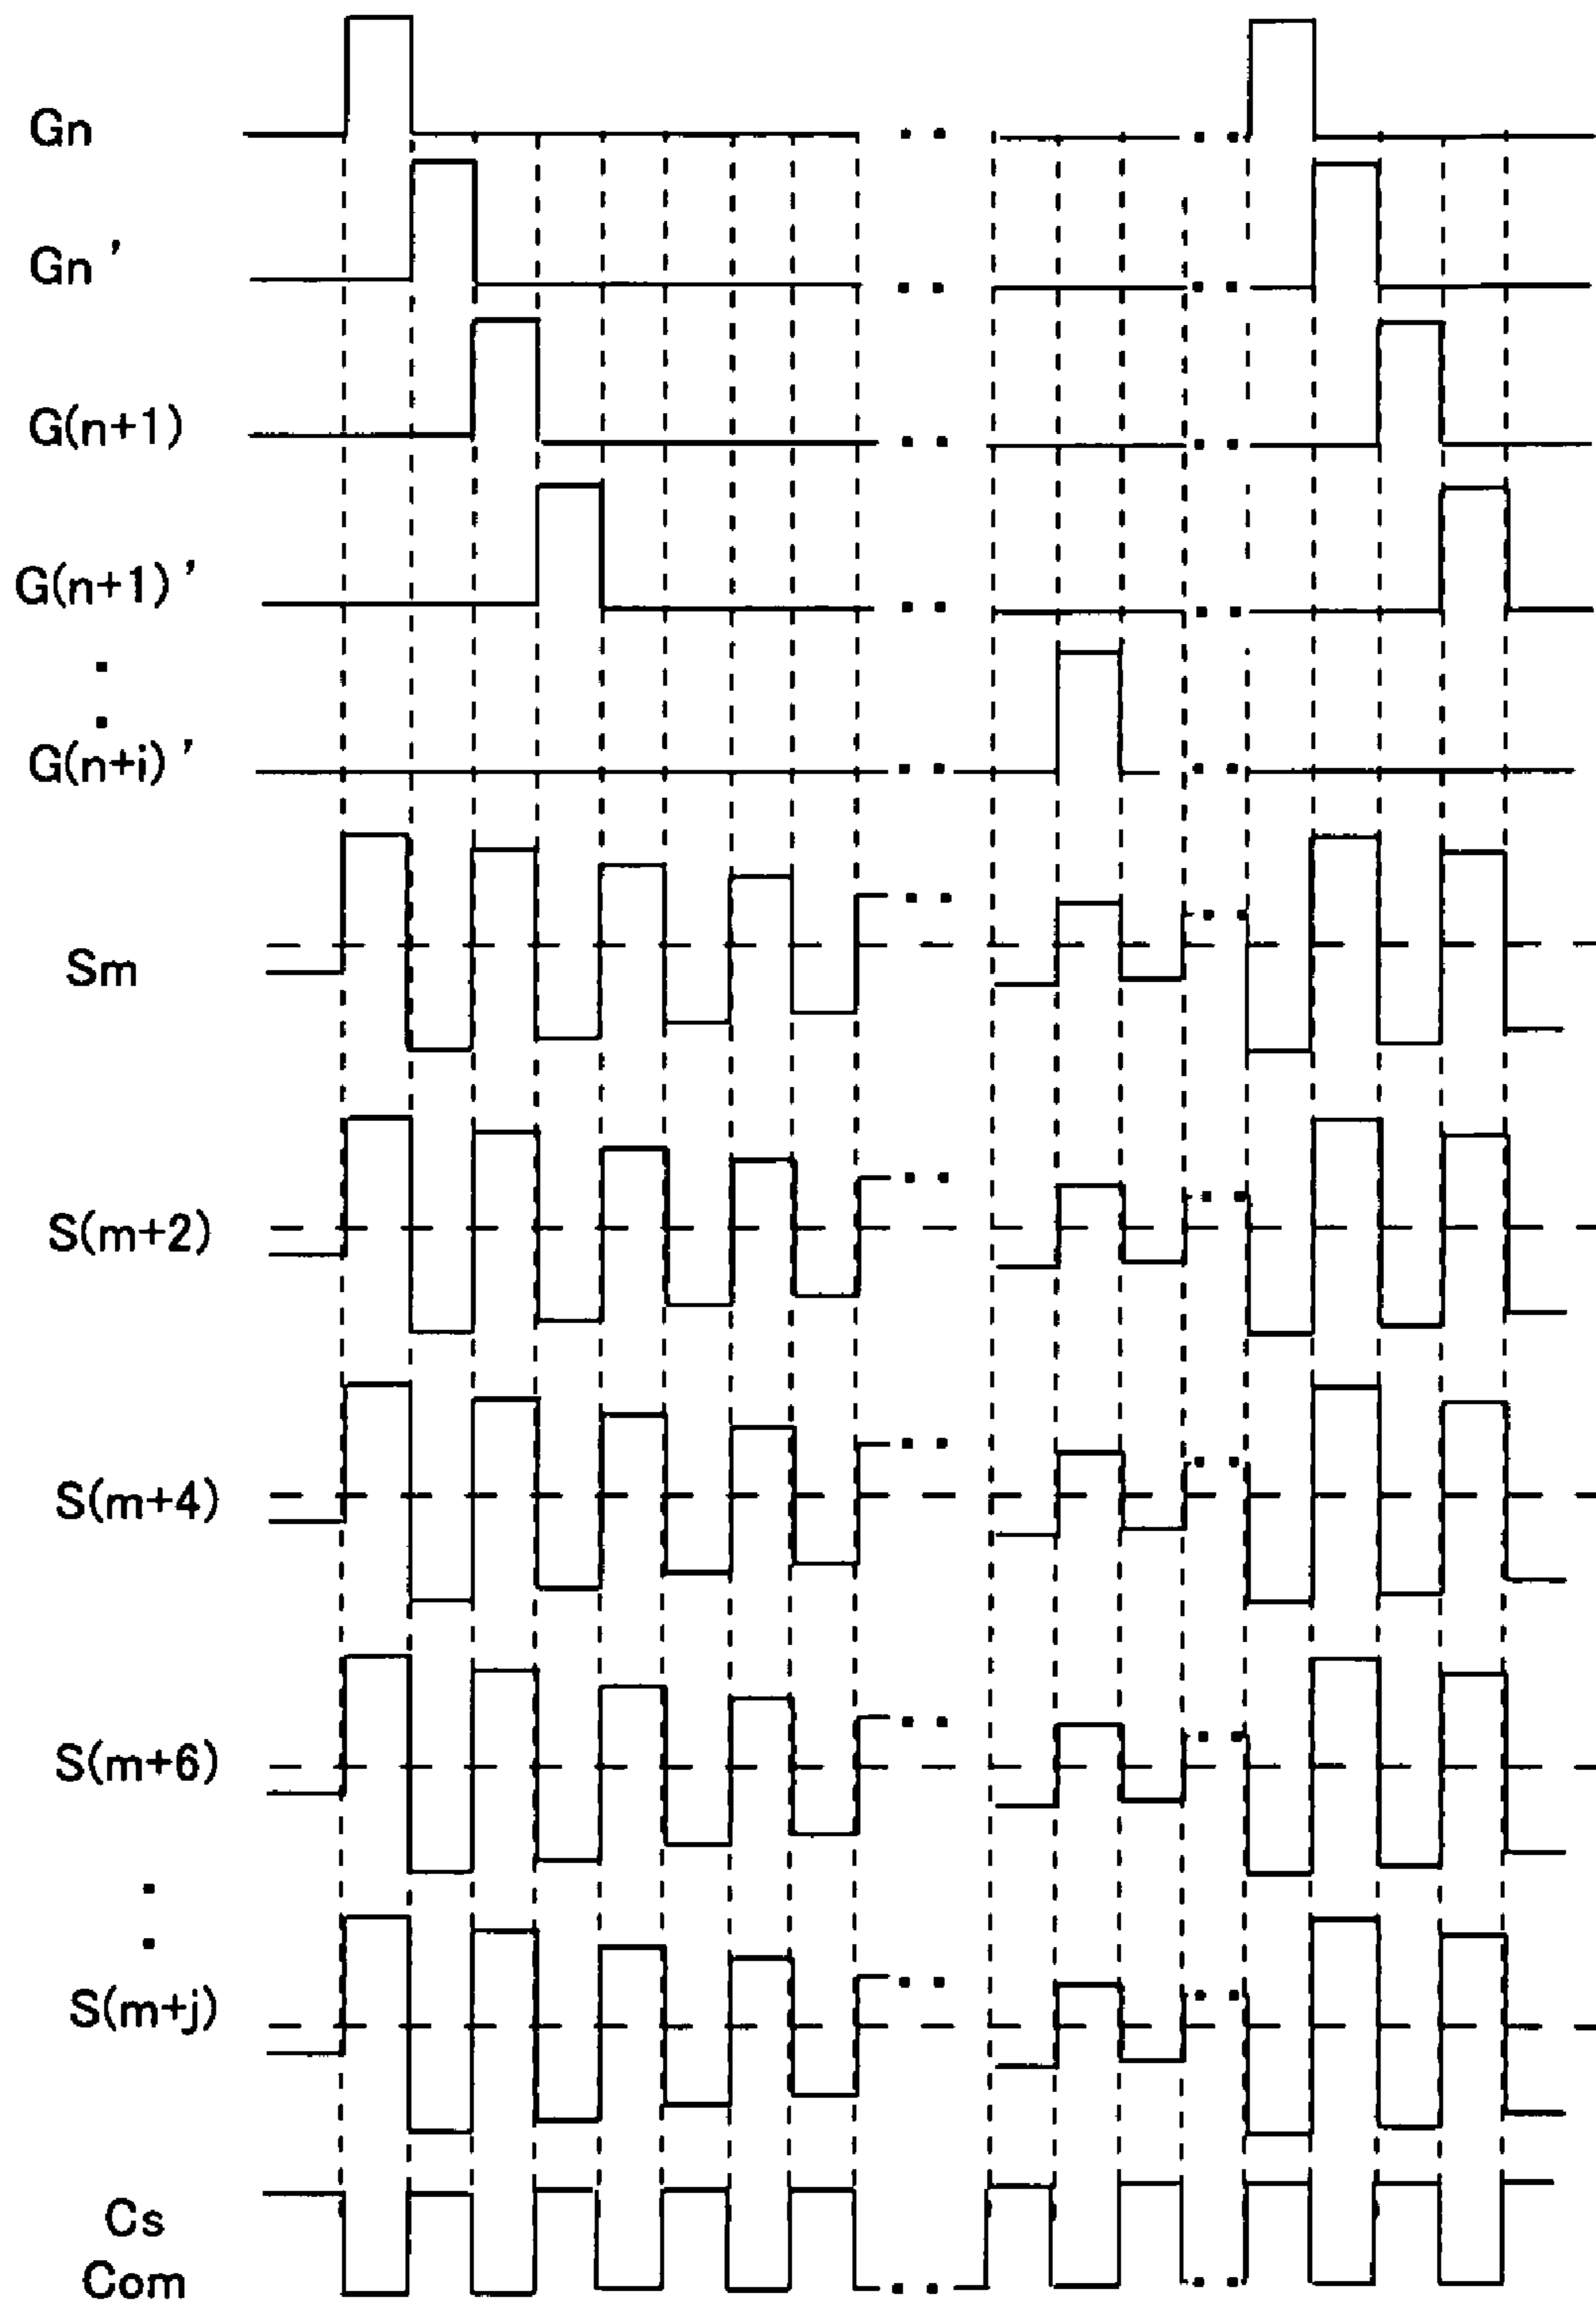 Gn
Gn'
G(n+1)
G(n+1)'
G(n+i)'
Sm
S(m+2)
S(m+4)
S(m+6)
S(m+j)
Cs
Com